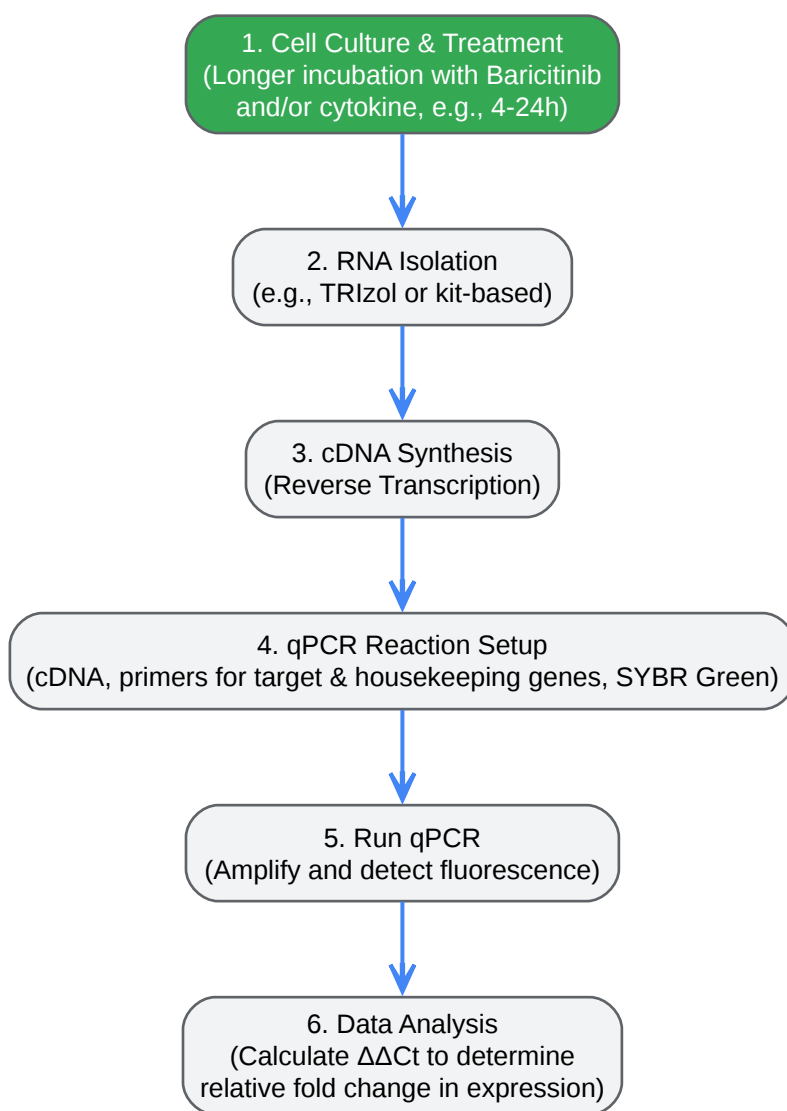 1. Cell Culture & Treatment
(Longer incubation with Baricitinib
and/or cytokine, e.g., 4-24h)
2. RNA Isolation
(e.g., TRIzol or kit-based)
3. cDNA Synthesis
(Reverse Transcription)
4. qPCR Reaction Setup
(cDNA, primers for target & housekeeping genes, SYBR Green)
5. Run qPCR
(Amplify and detect fluorescence)
6. Data Analysis
(Calculate ΔΔCt to determine
relative fold change in expression)